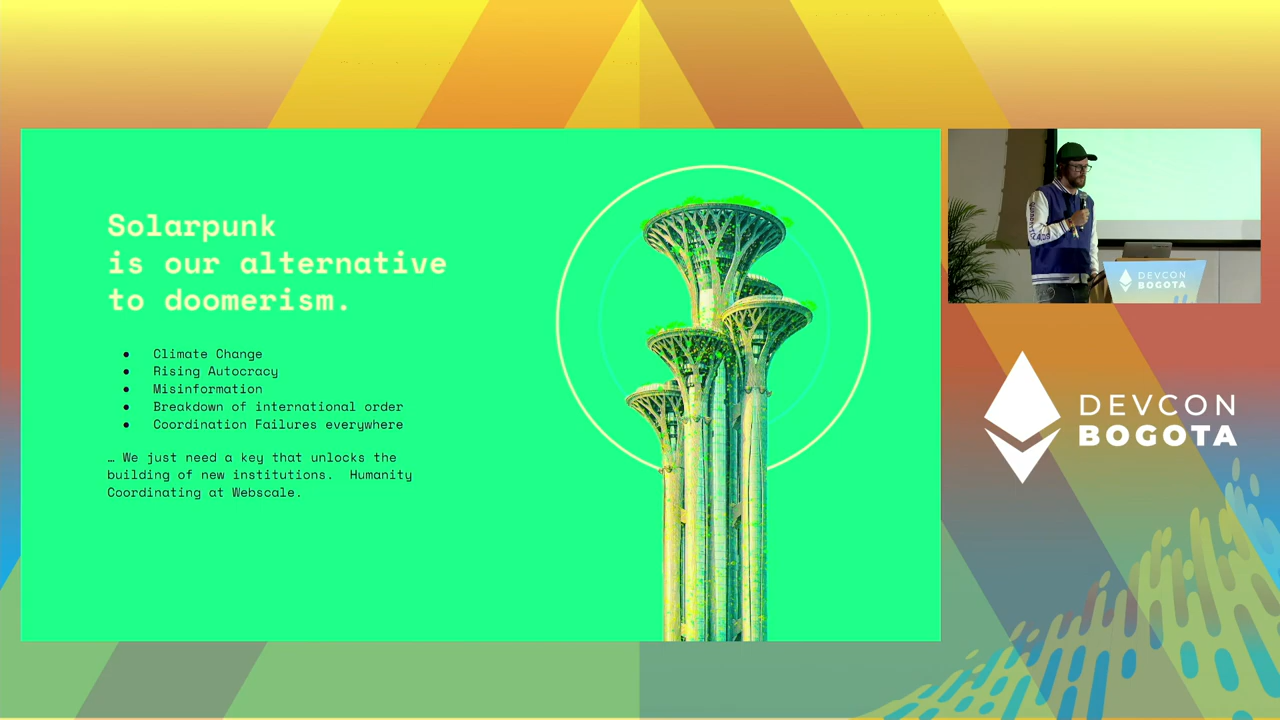 Solarpunk
is our alternative
to doomerism.
● Climate Change
● Rising Autocracy
● Misinformation
● Breakdown of international order
● Coordination Failures everywhere
… We just need a key that unlocks the
building of new institutions.  Humanity
Coordinating at Webscale.
DEVCON
BOGOTA
DEVCON
BOGOTA